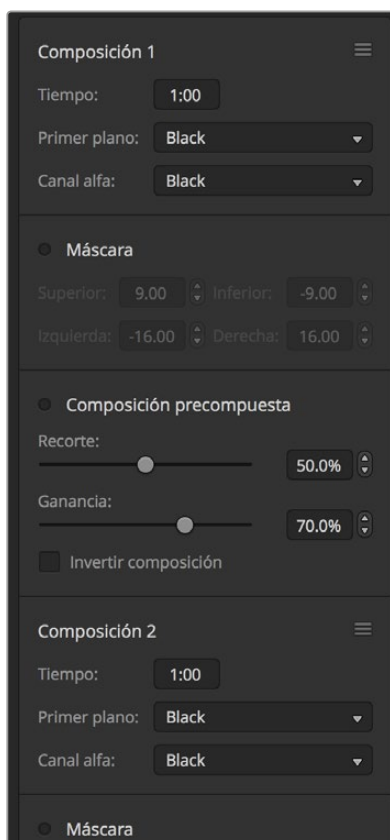 Composición 1
Tiempo: 1:00
Primer plano: Black
Canal alfa: Black
Máscara
Superior: 9.00 Inferior: -9.00
Izquierda: -16.00 Derecha: 16.00
Composición precompuesta
Recorte:
50.0%
Ganancia:
70.0%
Invertir composición
Composición 2
Tiempo: 1:00
Primer plano: Black
Canal alfa: Black
Máscara